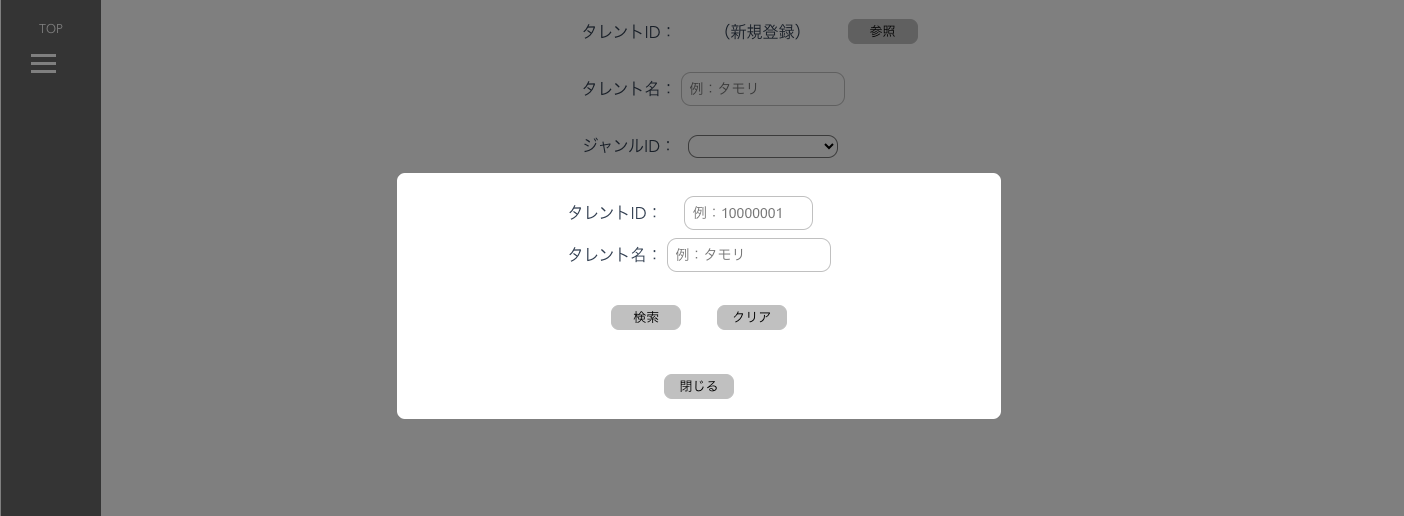 TOP
タレントID： （新規登録） 参照
タレント名： 例：タモリ
ジャンルID：
タレントID： 例：10000001
タレント名： 例：タモリ
検索 クリア
閉じる